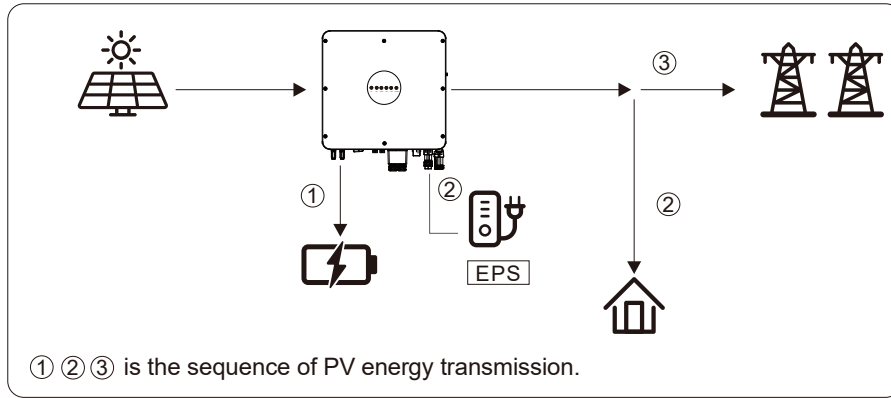 ③
① ②
②
EPS
① ② ③ is the sequence of PV energy transmission.